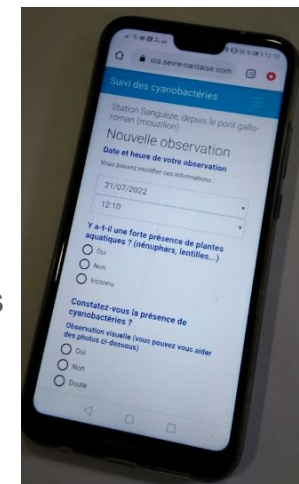 12:10
ios.sevre-nantaise.com
Suivi des cyanobactéries
Station Sanguèze, depuis le pont gallo-
roman (mouzillon)
Nouvelle observation
Date et heure de votre observation
Vous pouvez modifier ces informations :
21/07/2022
12:10
Y a-t-il une forte présence de plantes
aquatiques ? (nénuphars, lentilles...)
Oui
Non
Inconnu
Constatez-vous la présence de
cyanobactéries ?
Observation visuelle (vous pouvez vous aider
des photos ci-dessous)
Oui
Non
Doute
s